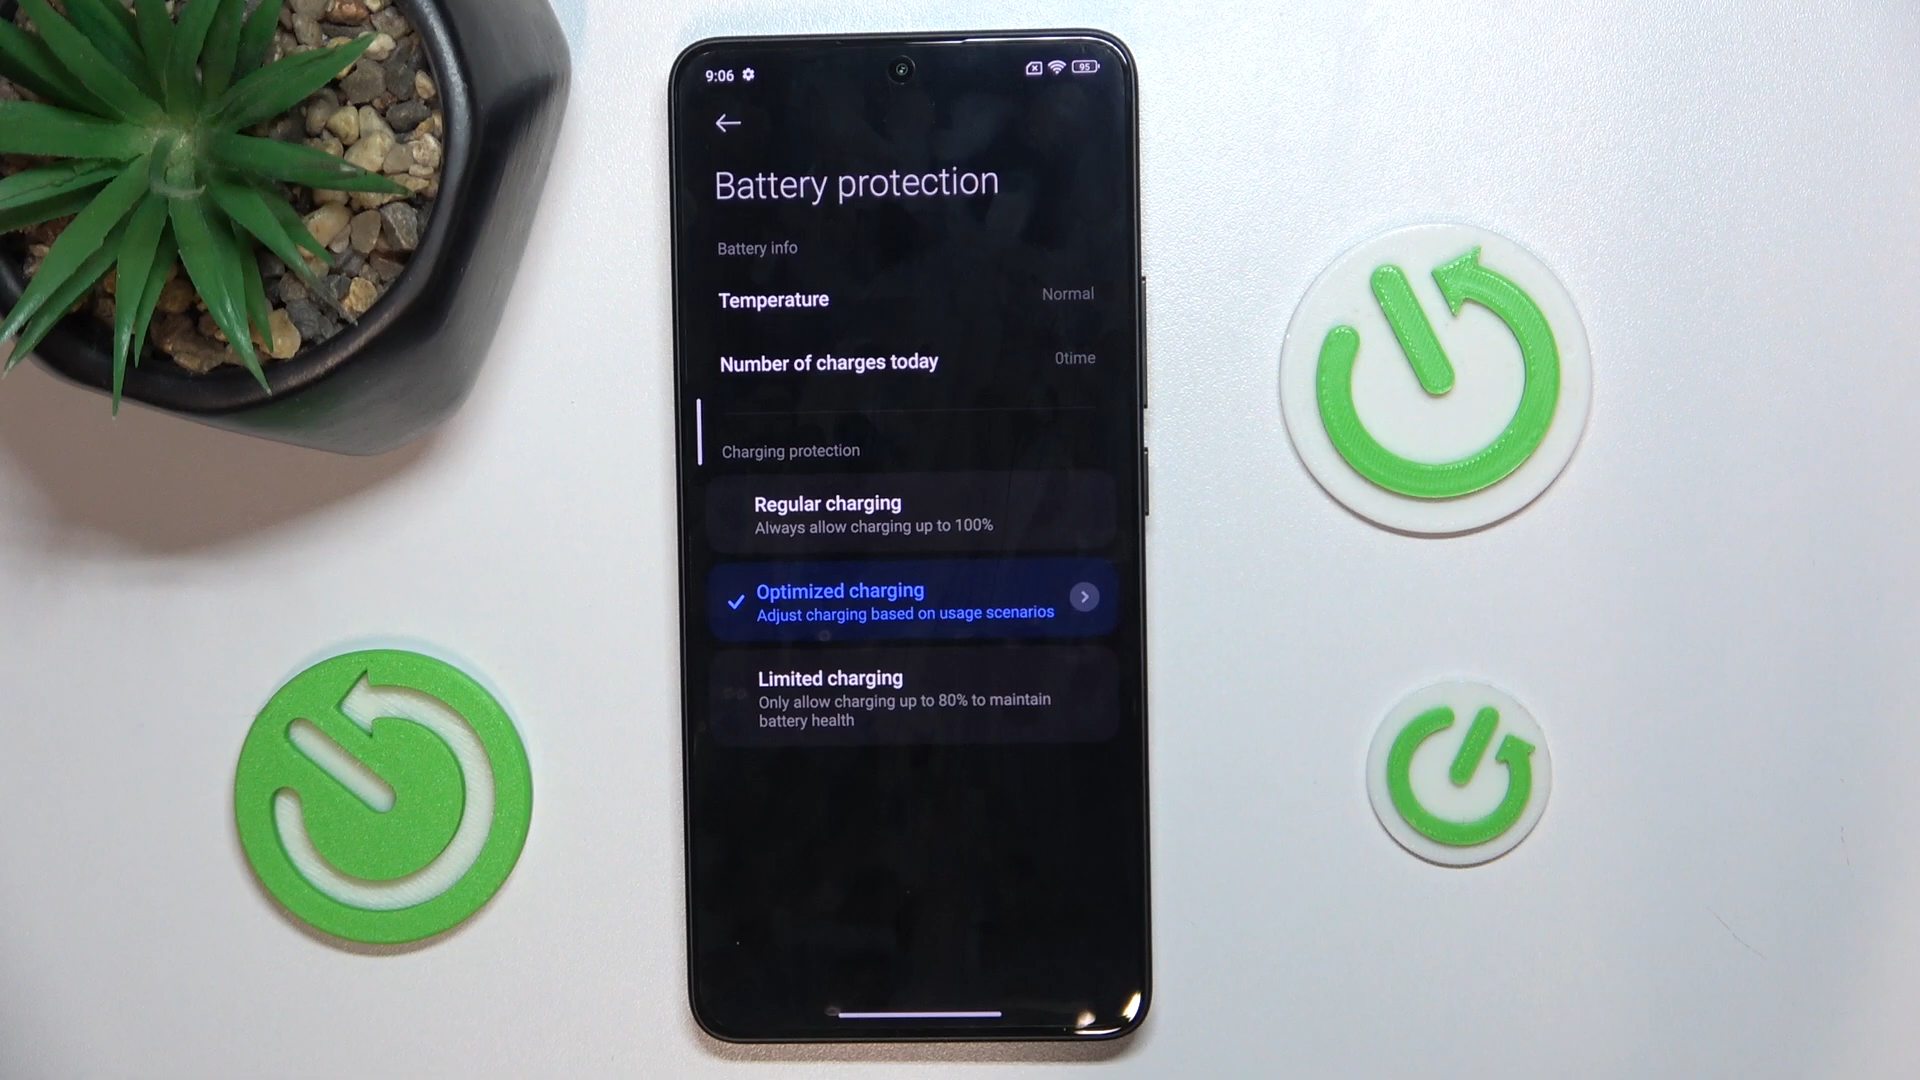 9:06
95
Battery protection
Battery info
Temperature
Normal
Number of charges today
0time
Charging protection
Regular charging
Always allow charging up to 100%
Optimized charging
Adjust charging based on usage scenarios
Limited charging
Only allow charging up to 80% to maintain
battery health